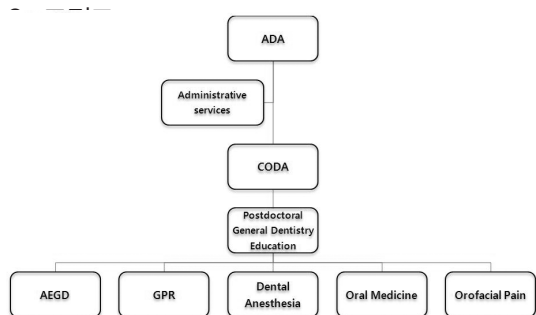 ADA
Administrative
services
CODA
Postdoctoral
General Dentistry
Education
AEGD
GPR
Dental
Anesthesia
Oral Medicine
Orofacial Pain